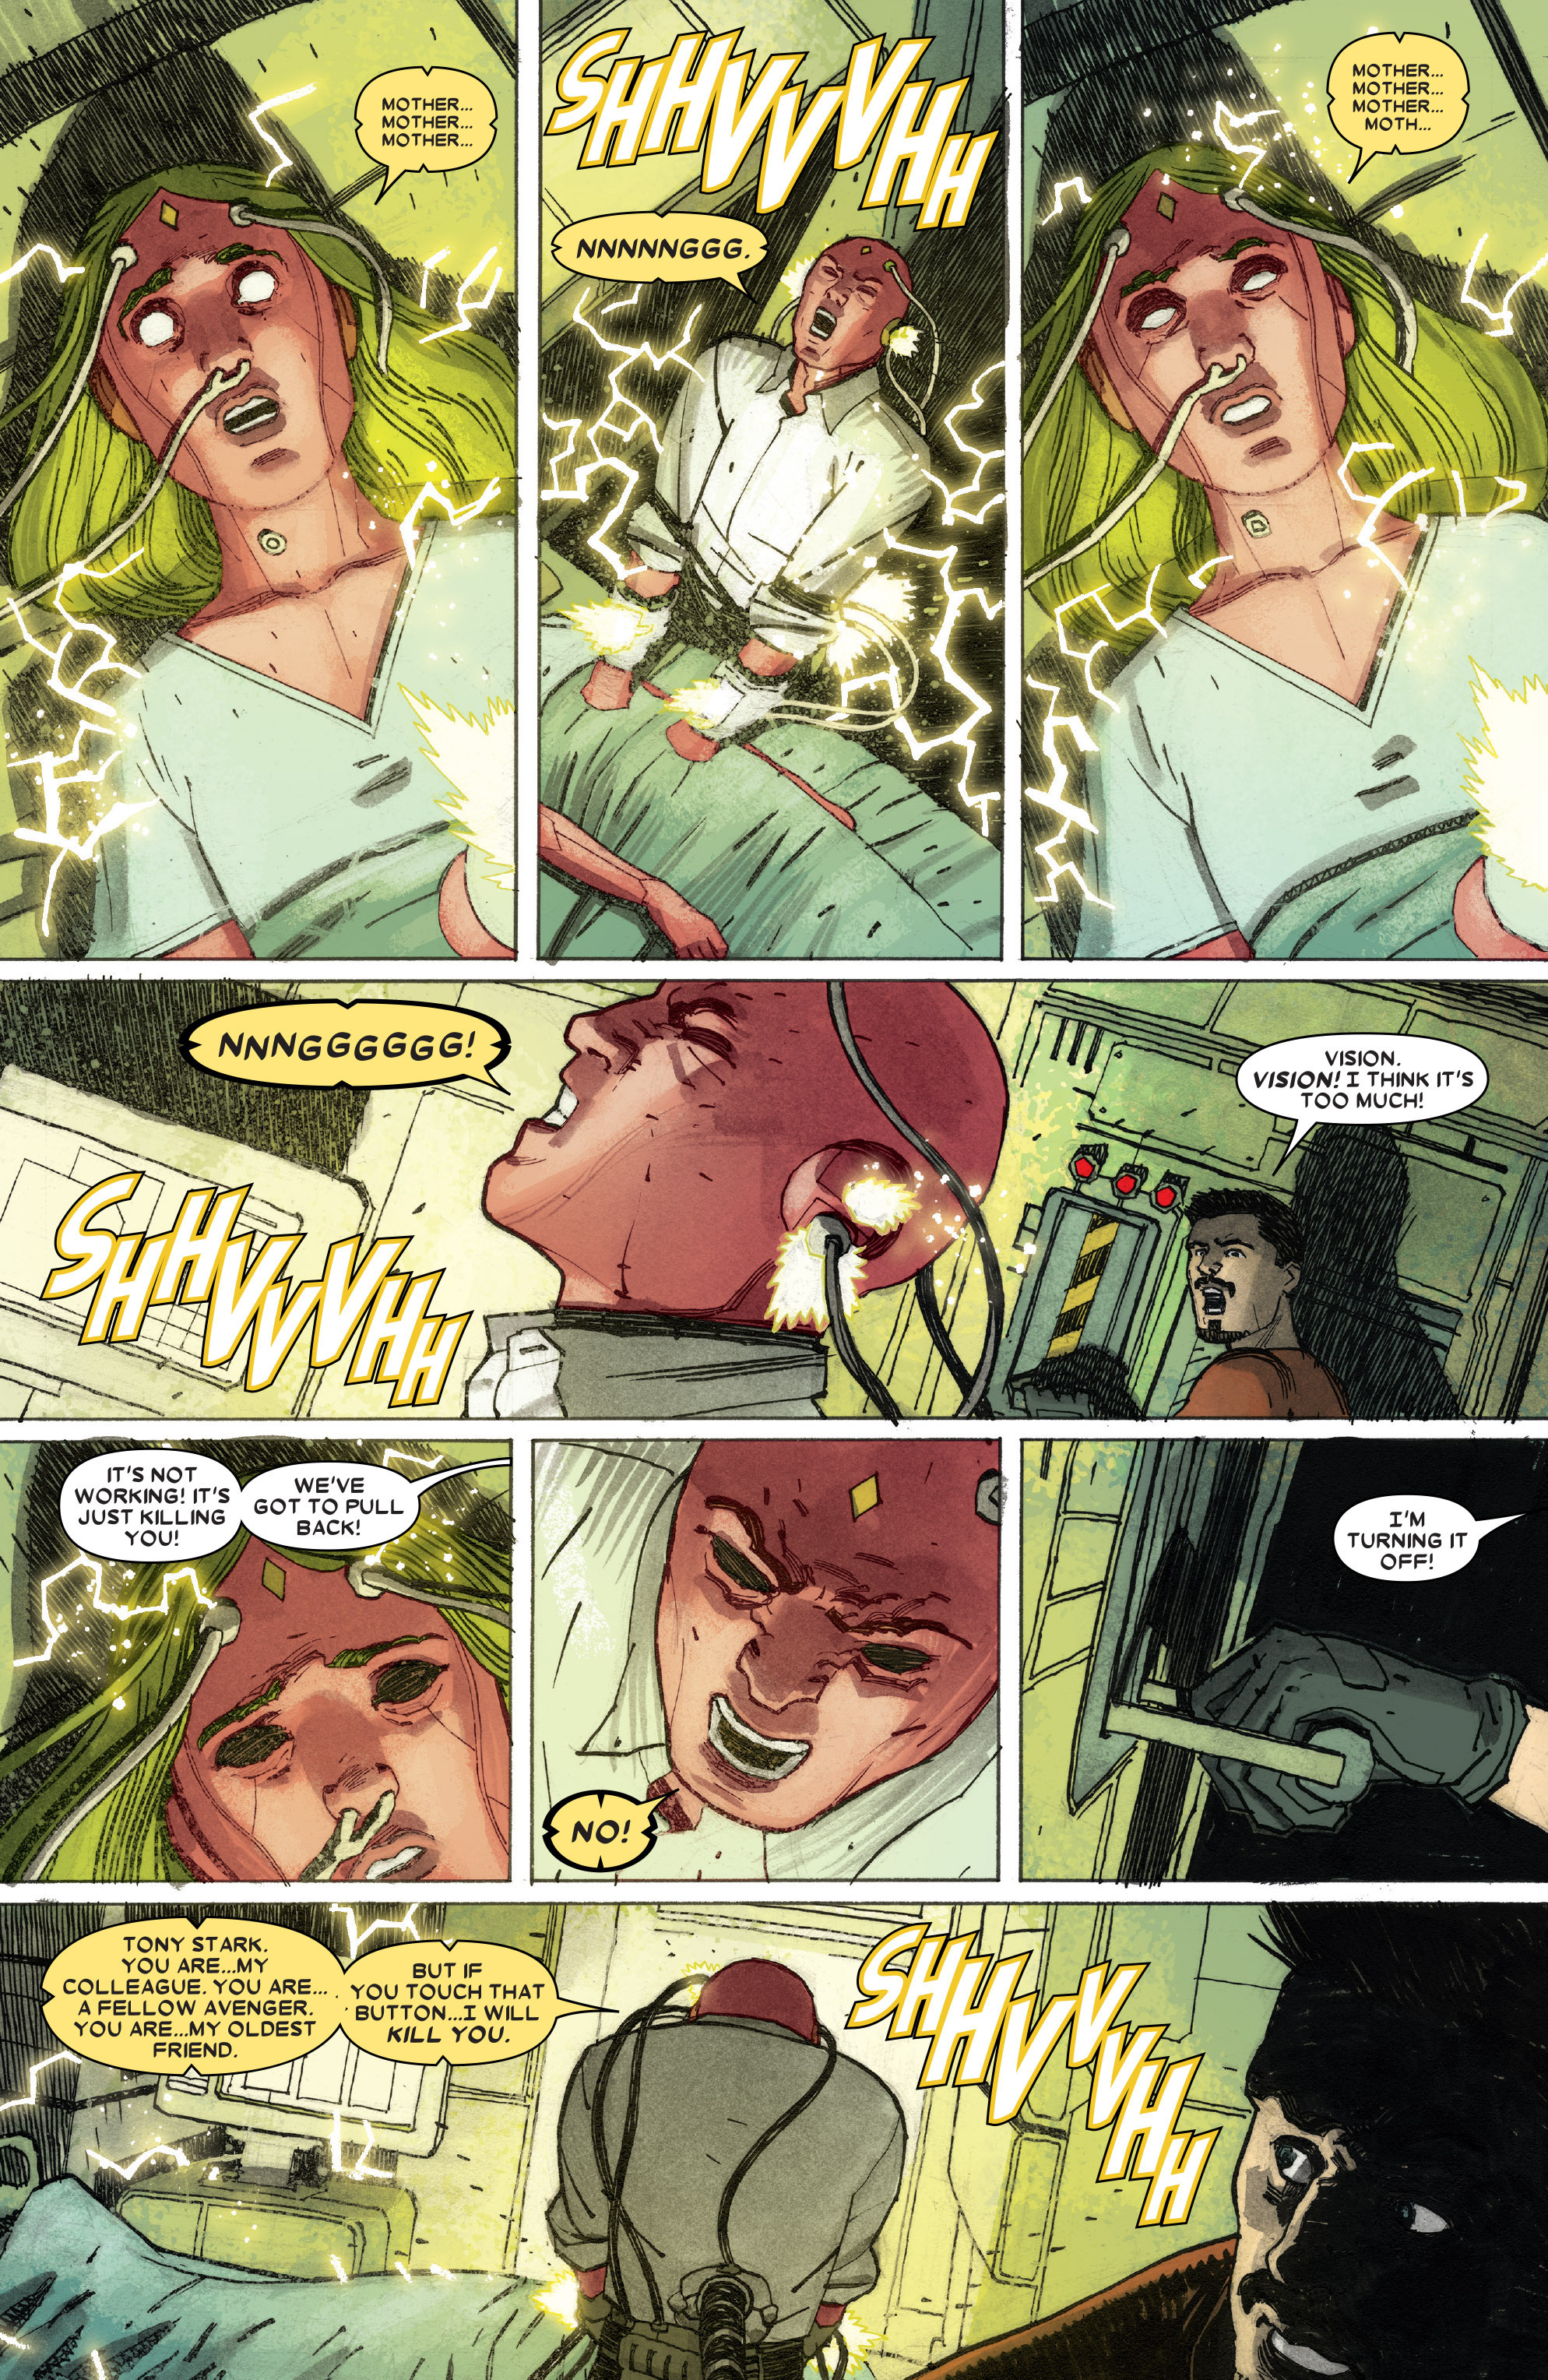 MOTHER...
MOTHER...
MOTHER...
SHHVVVHH
NNNNNGGG.
MOTHER...
MOTHER...
MOTHER...
MOTH...
NNNGGGGGG!
SHHVVVHH
VISION.
VISION! I THINK IT'S
TOO MUCH!
IT'S NOT
WORKING! IT'S
JUST KILLING
YOU!
WE'VE
GOT TO PULL
BACK!
NO!
I'M
TURNING IT
OFF!
TONY STARK.
YOU ARE...MY
COLLEAGUE. YOU ARE...
A FELLOW AVENGER.
YOU ARE...MY OLDEST
FRIEND.
BUT IF
YOU TOUCH THAT
BUTTON...I WILL
KILL YOU.
SHHVVVHH